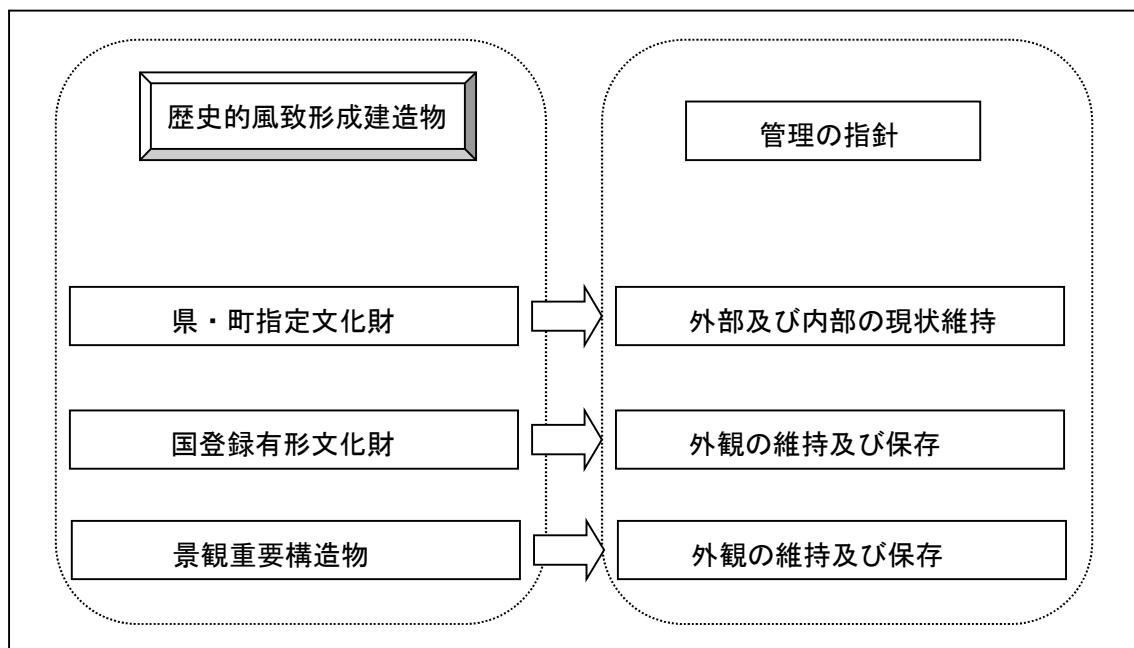 歴史的風致形成建造物
管理の指針
県・町指定文化財
外部及び内部の現状維持
国登録有形文化財
外観の維持及び保存
景観重要構造物
外観の維持及び保存